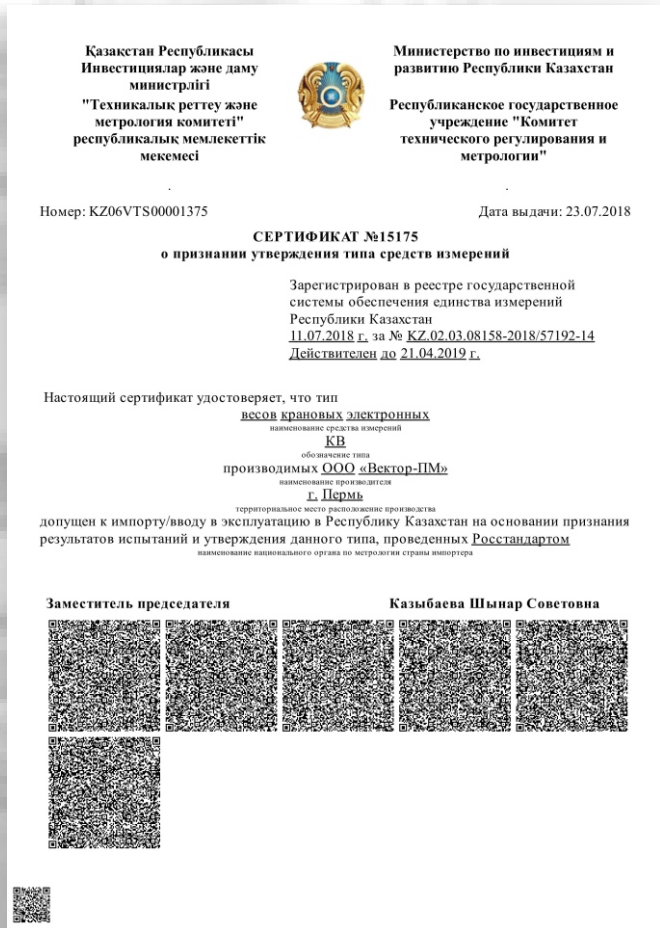 Қазақстан Республикасы
Инвестициялар және даму
министрлігі
"Техникалық реттеу және
метрология комитеті"
республикалық мемлекеттік
мекемесі
Министерство по инвестициям и
развитию Республики Казахстан
Республиканское государственное
учреждение "Комитет
технического регулирования и
метрологии"
Номер: KZ06VTS00001375
Дата выдачи: 23.07.2018
СЕРТИФИКАТ №15175
о признании утверждения типа средств измерений
Зарегистрирован в реестре государственной
системы обеспечения единства измерений
Республики Казахстан
11.07.2018 г. за № KZ.02.03.08158-2018/57192-14
Действителен до 21.04.2019 г.
Настоящий сертификат удостоверяет, что тип
весов крановых электронных
наименование средства измерений
КВ
обозначение типа
производимых ООО «Вектор-ПМ»
наименование производителя
г. Пермь
территориальное место расположение производства
допущен к импорту/вводу в эксплуатацию в Республику Казахстан на основании признания
результатов испытаний и утверждения данного типа, проведенных Росстандартом
наименование национального органа по метрологии страны импортера
Заместитель председателя
Казыбаева Шынар Советовна